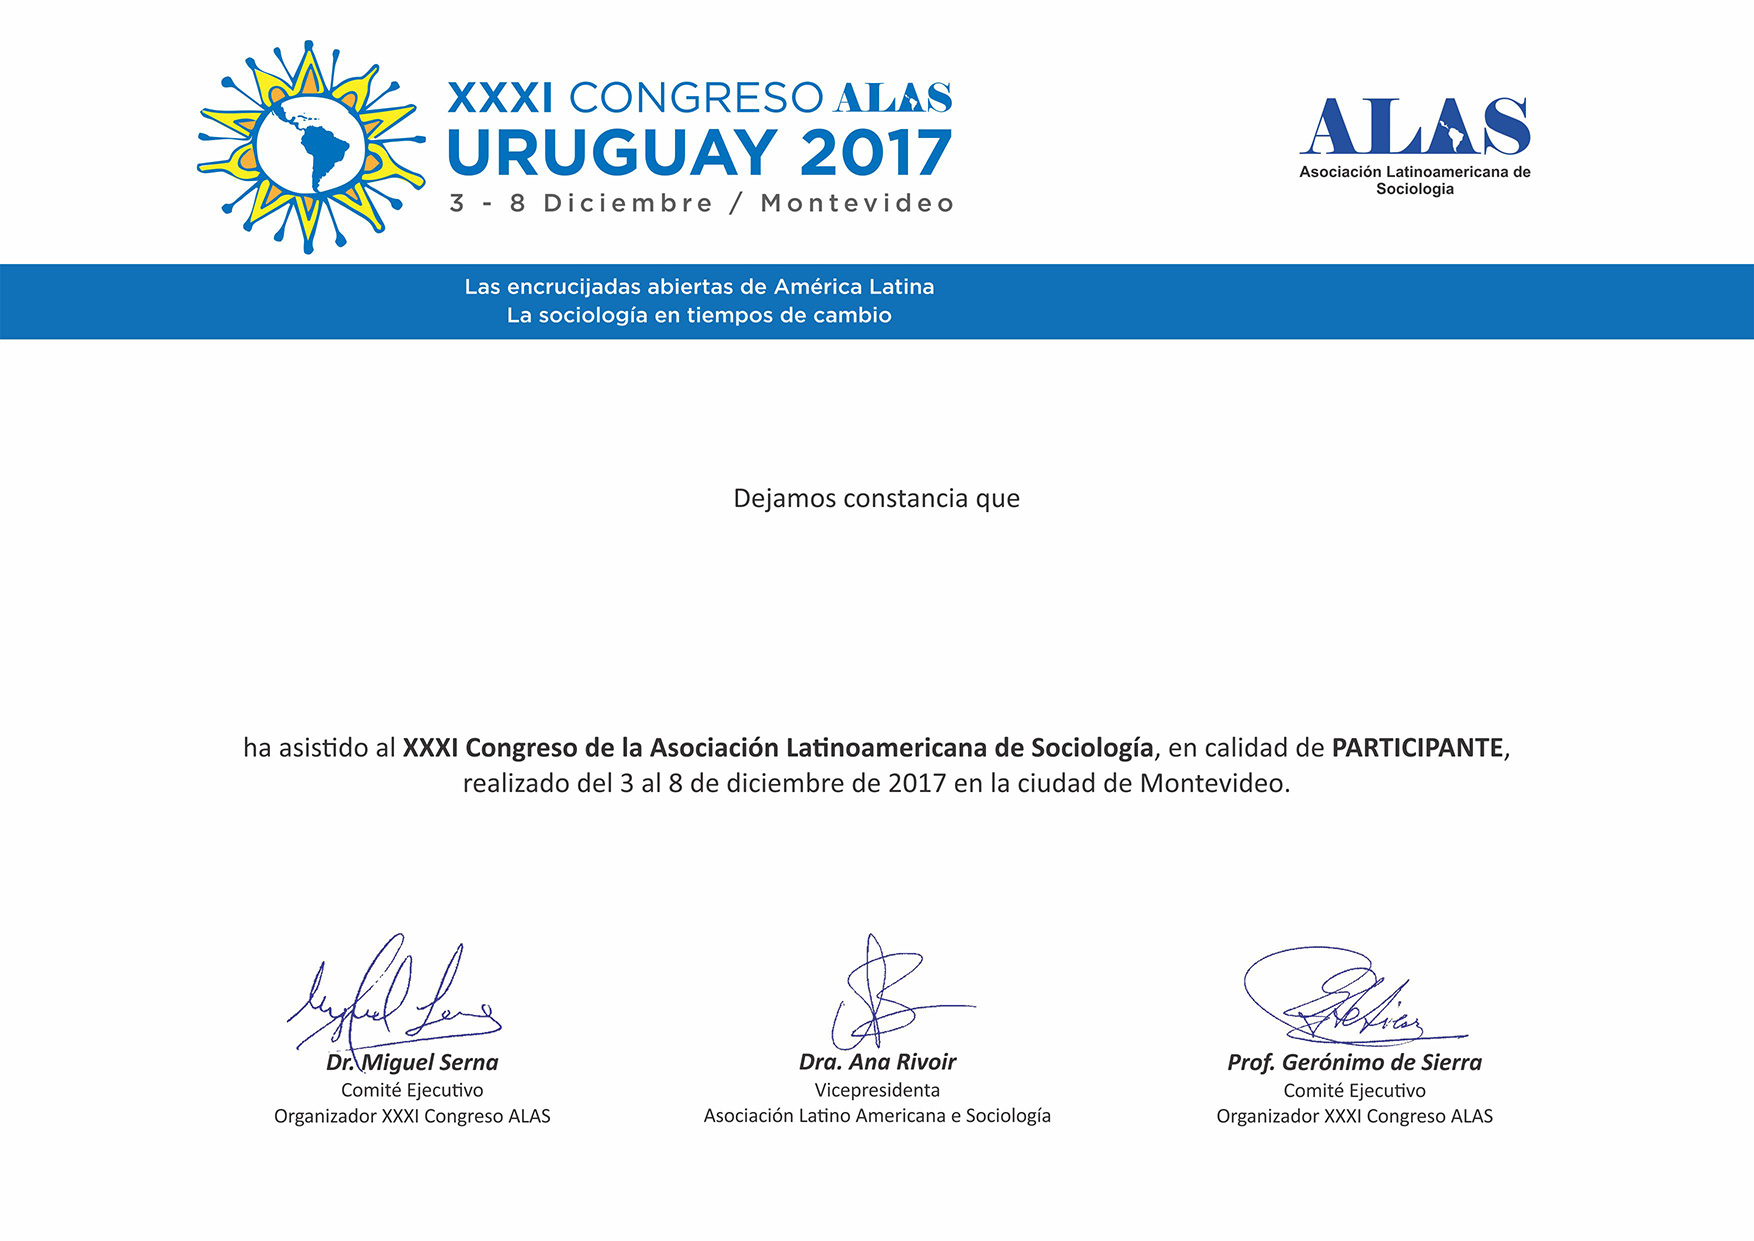 XXXI CONGRESO ALAS
URUGUAY 2017
3 - 8 Diciembre / Montevideo
ALAS
Asociación Latinoamericana de
Sociologia
Las encrucijadas abiertas de América Latina
La sociología en tiempos de cambio
Dejamos constancia que
ha asistido al XXXI Congreso de la Asociación Latinoamericana de Sociología, en calidad de PARTICIPANTE,
realizado del 3 al 8 de diciembre de 2017 en la ciudad de Montevideo.
Dr. Miguel Serna
Comité Ejecutivo
Organizador XXXI Congreso ALAS
Dra. Ana Rivoir
Vicepresidenta
Asociación Latino Americana e Sociología
Prof. Gerónimo de Sierra
Comité Ejecutivo
Organizador XXXI Congreso ALAS